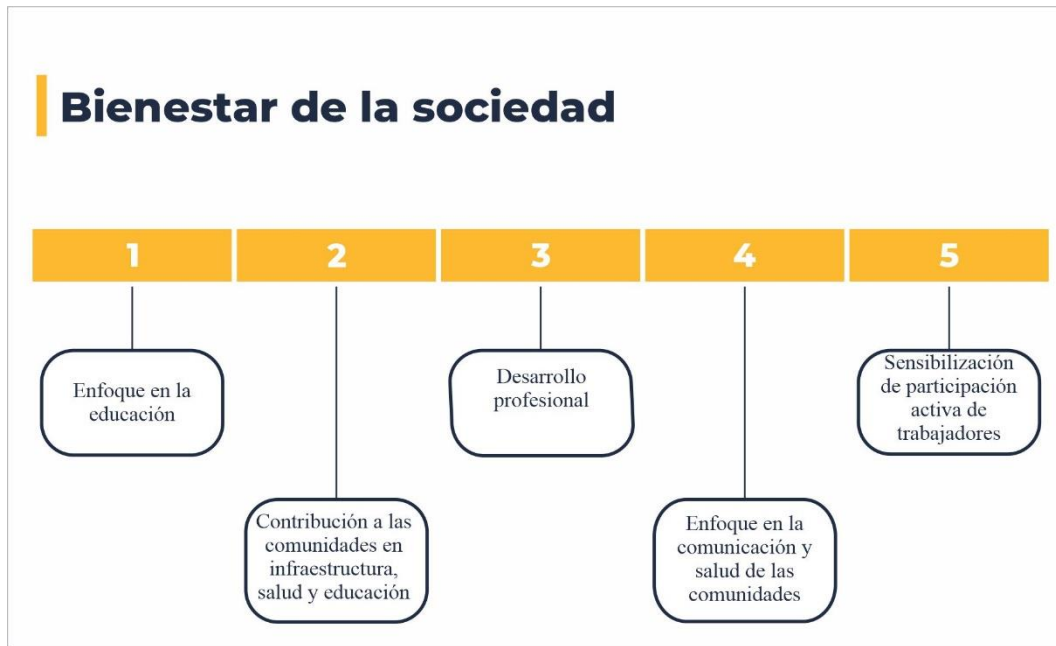 Bienestar de la sociedad
1
2
3
4
5
Enfoque en la
educación
Contribución a las
comunidades en
infraestructura,
salud y educación
Desarrollo
profesional
Enfoque en la
comunicación y
salud de las
comunidades
Sensibilización
de participación
activa de
trabajadores